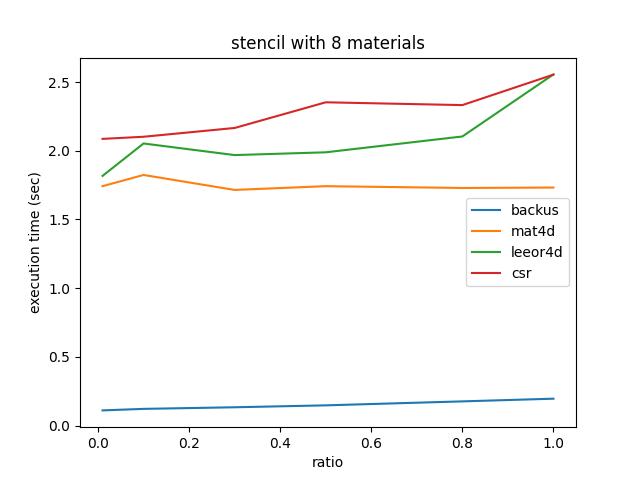 stencil with 8 materials
execution time (sec)
2.5
2.0
1.5
1.0
0.5
0.0
backus
mat4d
leeor4d
csr
0.0 0.2 0.4 0.6 0.8 1.0
ratio